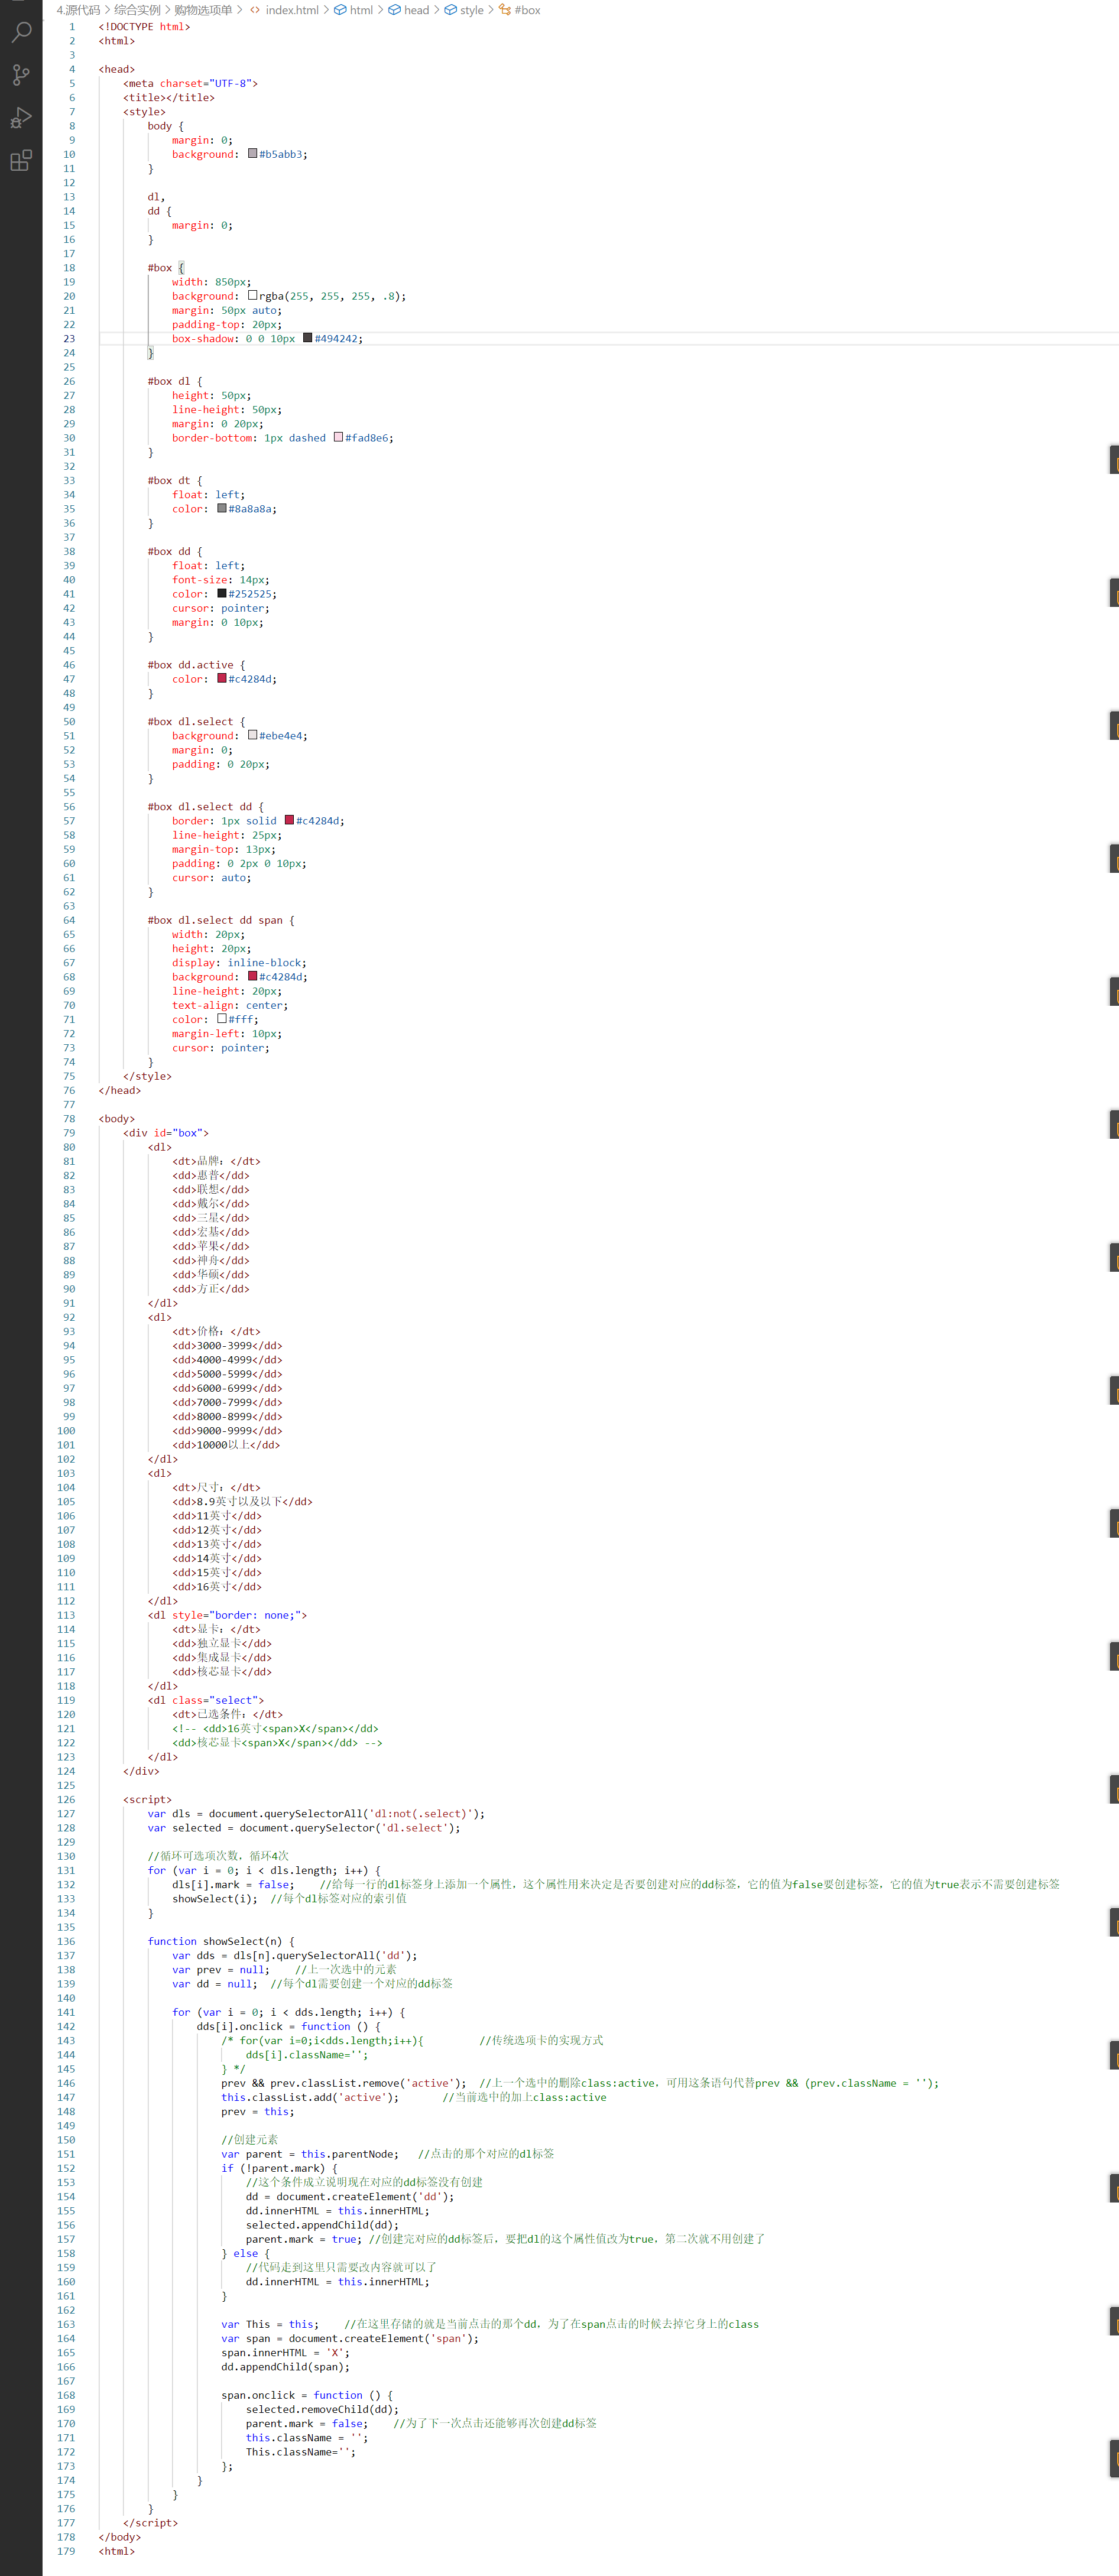 4.源代码 > 综合实例 > 购物选项单 > <> index.html > html > head > style > #box
1 <!DOCTYPE html>
2 <html>
3
4 <head>
5 <meta charset="UTF-8">
6 <title></title>
7 <style>
8 body {
9 margin: 0;
10 background: #b5abb3;
11 }
12
13 dl,
14 dd {
15 margin: 0;
16 }
17
18 #box {
19 width: 850px;
20 background: rgba(255, 255, 255, .8);
21 margin: 50px auto;
22 padding-top: 20px;
23 box-shadow: 0 0 10px #494242;
24 }
25
26 #box dl {
27 height: 50px;
28 line-height: 50px;
29 margin: 0 20px;
30 border-bottom: 1px dashed #fad8e6;
31 }
32
33 #box dt {
34 float: left;
35 color: #8a8a8a;
36 }
37
38 #box dd {
39 float: left;
40 font-size: 14px;
41 color: #252525;
42 cursor: pointer;
43 margin: 0 10px;
44 }
45
46 #box dd.active {
47 color: #c4284d;
48 }
49
50 #box dl.select {
51 background: #ebe4e4;
52 margin: 0;
53 padding: 0 20px;
54 }
55
56 #box dl.select dd {
57 border: 1px solid #c4284d;
58 line-height: 25px;
59 margin-top: 13px;
60 padding: 0 2px 0 10px;
61 cursor: auto;
62 }
63
64 #box dl.select dd span {
65 width: 20px;
66 height: 20px;
67 display: inline-block;
68 background: #c4284d;
69 line-height: 20px;
70 text-align: center;
71 color: #fff;
72 margin-left: 10px;
73 cursor: pointer;
74 }
75 </style>
76 </head>
77
78 <body>
79 <div id="box">
80 <dl>
81 <dt>品牌：</dt>
82 <dd>惠普</dd>
83 <dd>联想</dd>
84 <dd>戴尔</dd>
85 <dd>三星</dd>
86 <dd>宏基</dd>
87 <dd>苹果</dd>
88 <dd>神舟</dd>
89 <dd>华硕</dd>
90 <dd>方正</dd>
91 </dl>
92 <dl>
93 <dt>价格：</dt>
94 <dd>3000-3999</dd>
95 <dd>4000-4999</dd>
96 <dd>5000-5999</dd>
97 <dd>6000-6999</dd>
98 <dd>7000-7999</dd>
99 <dd>8000-8999</dd>
100 <dd>9000-9999</dd>
101 <dd>10000以上</dd>
102 </dl>
103 <dl>
104 <dt>尺寸：</dt>
105 <dd>8.9英寸以及以下</dd>
106 <dd>11英寸</dd>
107 <dd>12英寸</dd>
108 <dd>13英寸</dd>
109 <dd>14英寸</dd>
110 <dd>15英寸</dd>
111 <dd>16英寸</dd>
112 </dl>
113 <dl style="border: none;">
114 <dt>显卡：</dt>
115 <dd>独立显卡</dd>
116 <dd>集成显卡</dd>
117 <dd>核芯显卡</dd>
118 </dl>
119 <dl class="select">
120 <dt>已选条件：</dt>
121 <!-- <dd>16英寸<span>X</span></dd>
122 <dd>核芯显卡<span>X</span></dd> -->
123 </dl>
124 </div>
125
126 <script>
127 var dls = document.querySelectorAll('dl:not(.select)');
128 var selected = document.querySelector('dl.select');
129
130 //循环可选项次数，循环4次
131 for (var i = 0; i < dls.length; i++) {
132 dls[i].mark = false; //给每一行的dl标签身上添加一个属性，这个属性用来决定是否要创建对应的dd标签，它的值为false要创建标签，它的值为true表示不需要创建标签
133 showSelect(i); //每个dl标签对应的索引值
134 }
135
136 function showSelect(n) {
137 var dds = dls[n].querySelectorAll('dd');
138 var prev = null; //上一次选中的元素
139 var dd = null; //每个dl需要创建一个对应的dd标签
140
141 for (var i = 0; i < dds.length; i++) {
142 dds[i].onclick = function () {
143 /* for(var i=0;i<dds.length;i++){ //传统选项卡的实现方式
144 dds[i].className='';
145 } */
146 prev && prev.classList.remove('active'); //上一个选中的删除class:active，可用这条语句代替prev && (prev.className = '');
147 this.classList.add('active'); //当前选中的加上class:active
148 prev = this;
149
150 //创建元素
151 var parent = this.parentNode; //点击的那个对应的dl标签
152 if (!parent.mark) {
153 //这个条件成立说明现在对应的dd标签没有创建
154 dd = document.createElement('dd');
155 dd.innerHTML = this.innerHTML;
156 selected.appendChild(dd);
157 parent.mark = true; //创建完对应的dd标签后，要把dl的这个属性值改为true，第二次就不用创建了
158 } else {
159 //代码走到这里只需要改内容就可以了
160 dd.innerHTML = this.innerHTML;
161 }
162
163 var This = this; //在这里存储的就是当前点击的那个dd，为了在span点击的时候去掉它身上的class
164 var span = document.createElement('span');
165 span.innerHTML = 'X';
166 dd.appendChild(span);
167
168 span.onclick = function () {
169 selected.removeChild(dd);
170 parent.mark = false; //为了下一次点击还能够再次创建dd标签
171 this.className = '';
172 This.className='';
173 };
174 }
175 }
176 }
177 </script>
178 </body>
179 <html>